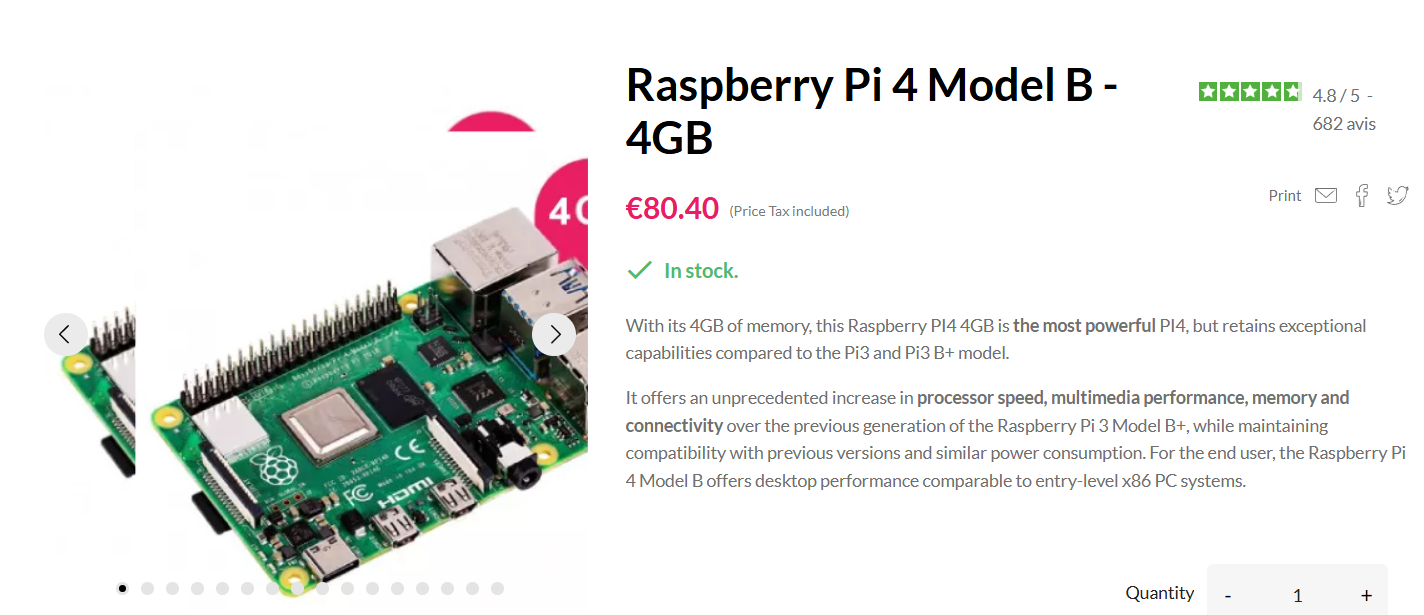 Raspberry Pi 4 Model B -
4GB
4.8 / 5 -
682 avis
€80.40 (Price Tax included)
Print
In stock.
With its 4GB of memory, this Raspberry PI4 4GB is the most powerful PI4, but retains exceptional
capabilities compared to the Pi3 and Pi3 B+ model.
It offers an unprecedented increase in processor speed, multimedia performance, memory and
connectivity over the previous generation of the Raspberry Pi 3 Model B+, while maintaining
compatibility with previous versions and similar power consumption. For the end user, the Raspberry Pi
4 Model B offers desktop performance comparable to entry-level x86 PC systems.
Quantity - 1 +
4G
CE
FC
HDMI